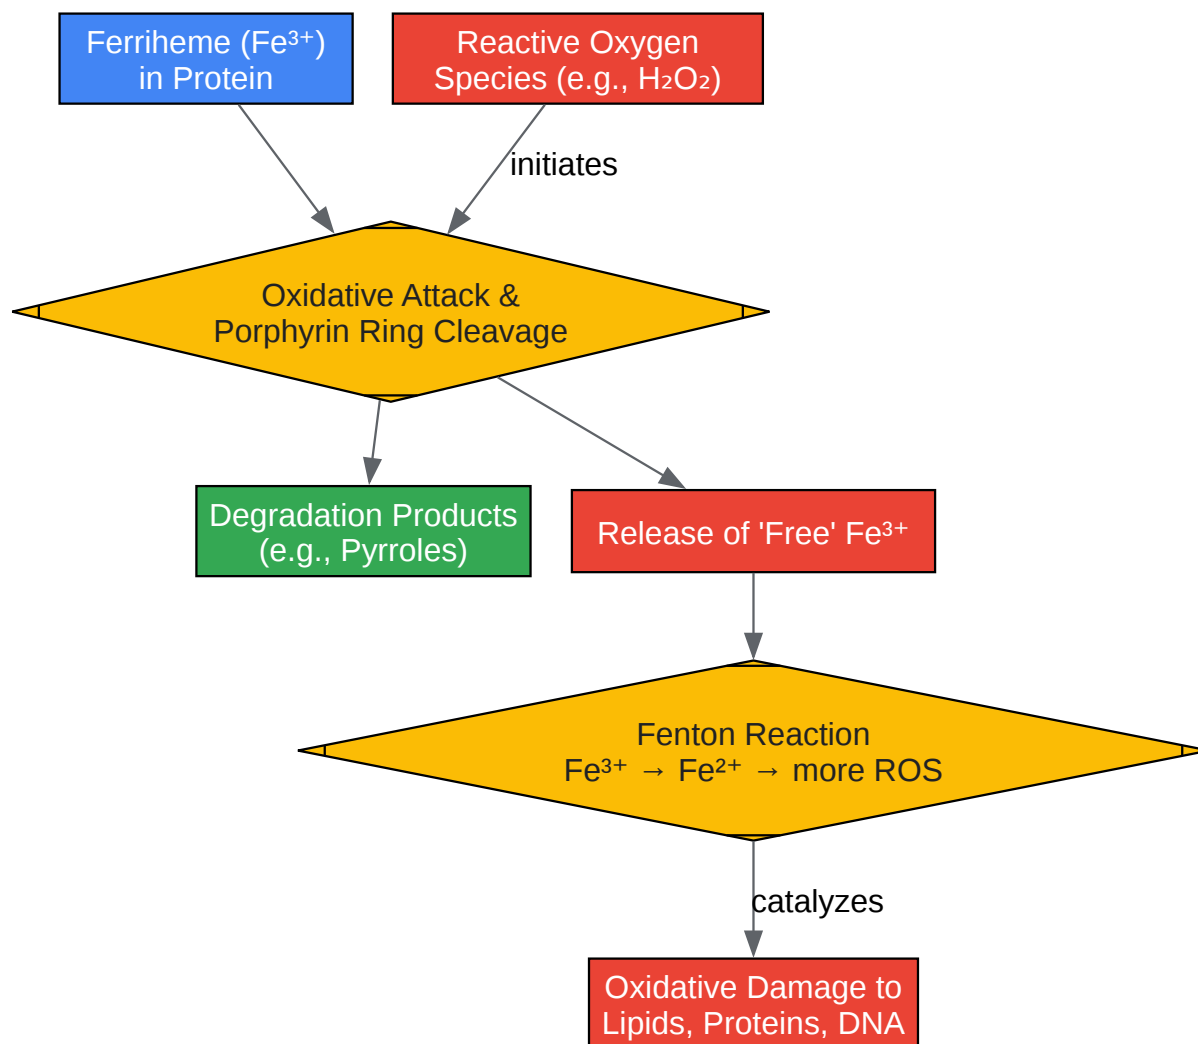 Ferriheme (Fe³⁺)
in Protein
Reactive Oxygen
Species (e.g., H₂O₂)
initiates
Oxidative Attack &
Porphyrin Ring Cleavage
Degradation Products
(e.g., Pyrroles)
Release of 'Free' Fe³⁺
Fenton Reaction
Fe³⁺ → Fe²⁺ → more ROS
catalyzes
Oxidative Damage to
Lipids, Proteins, DNA